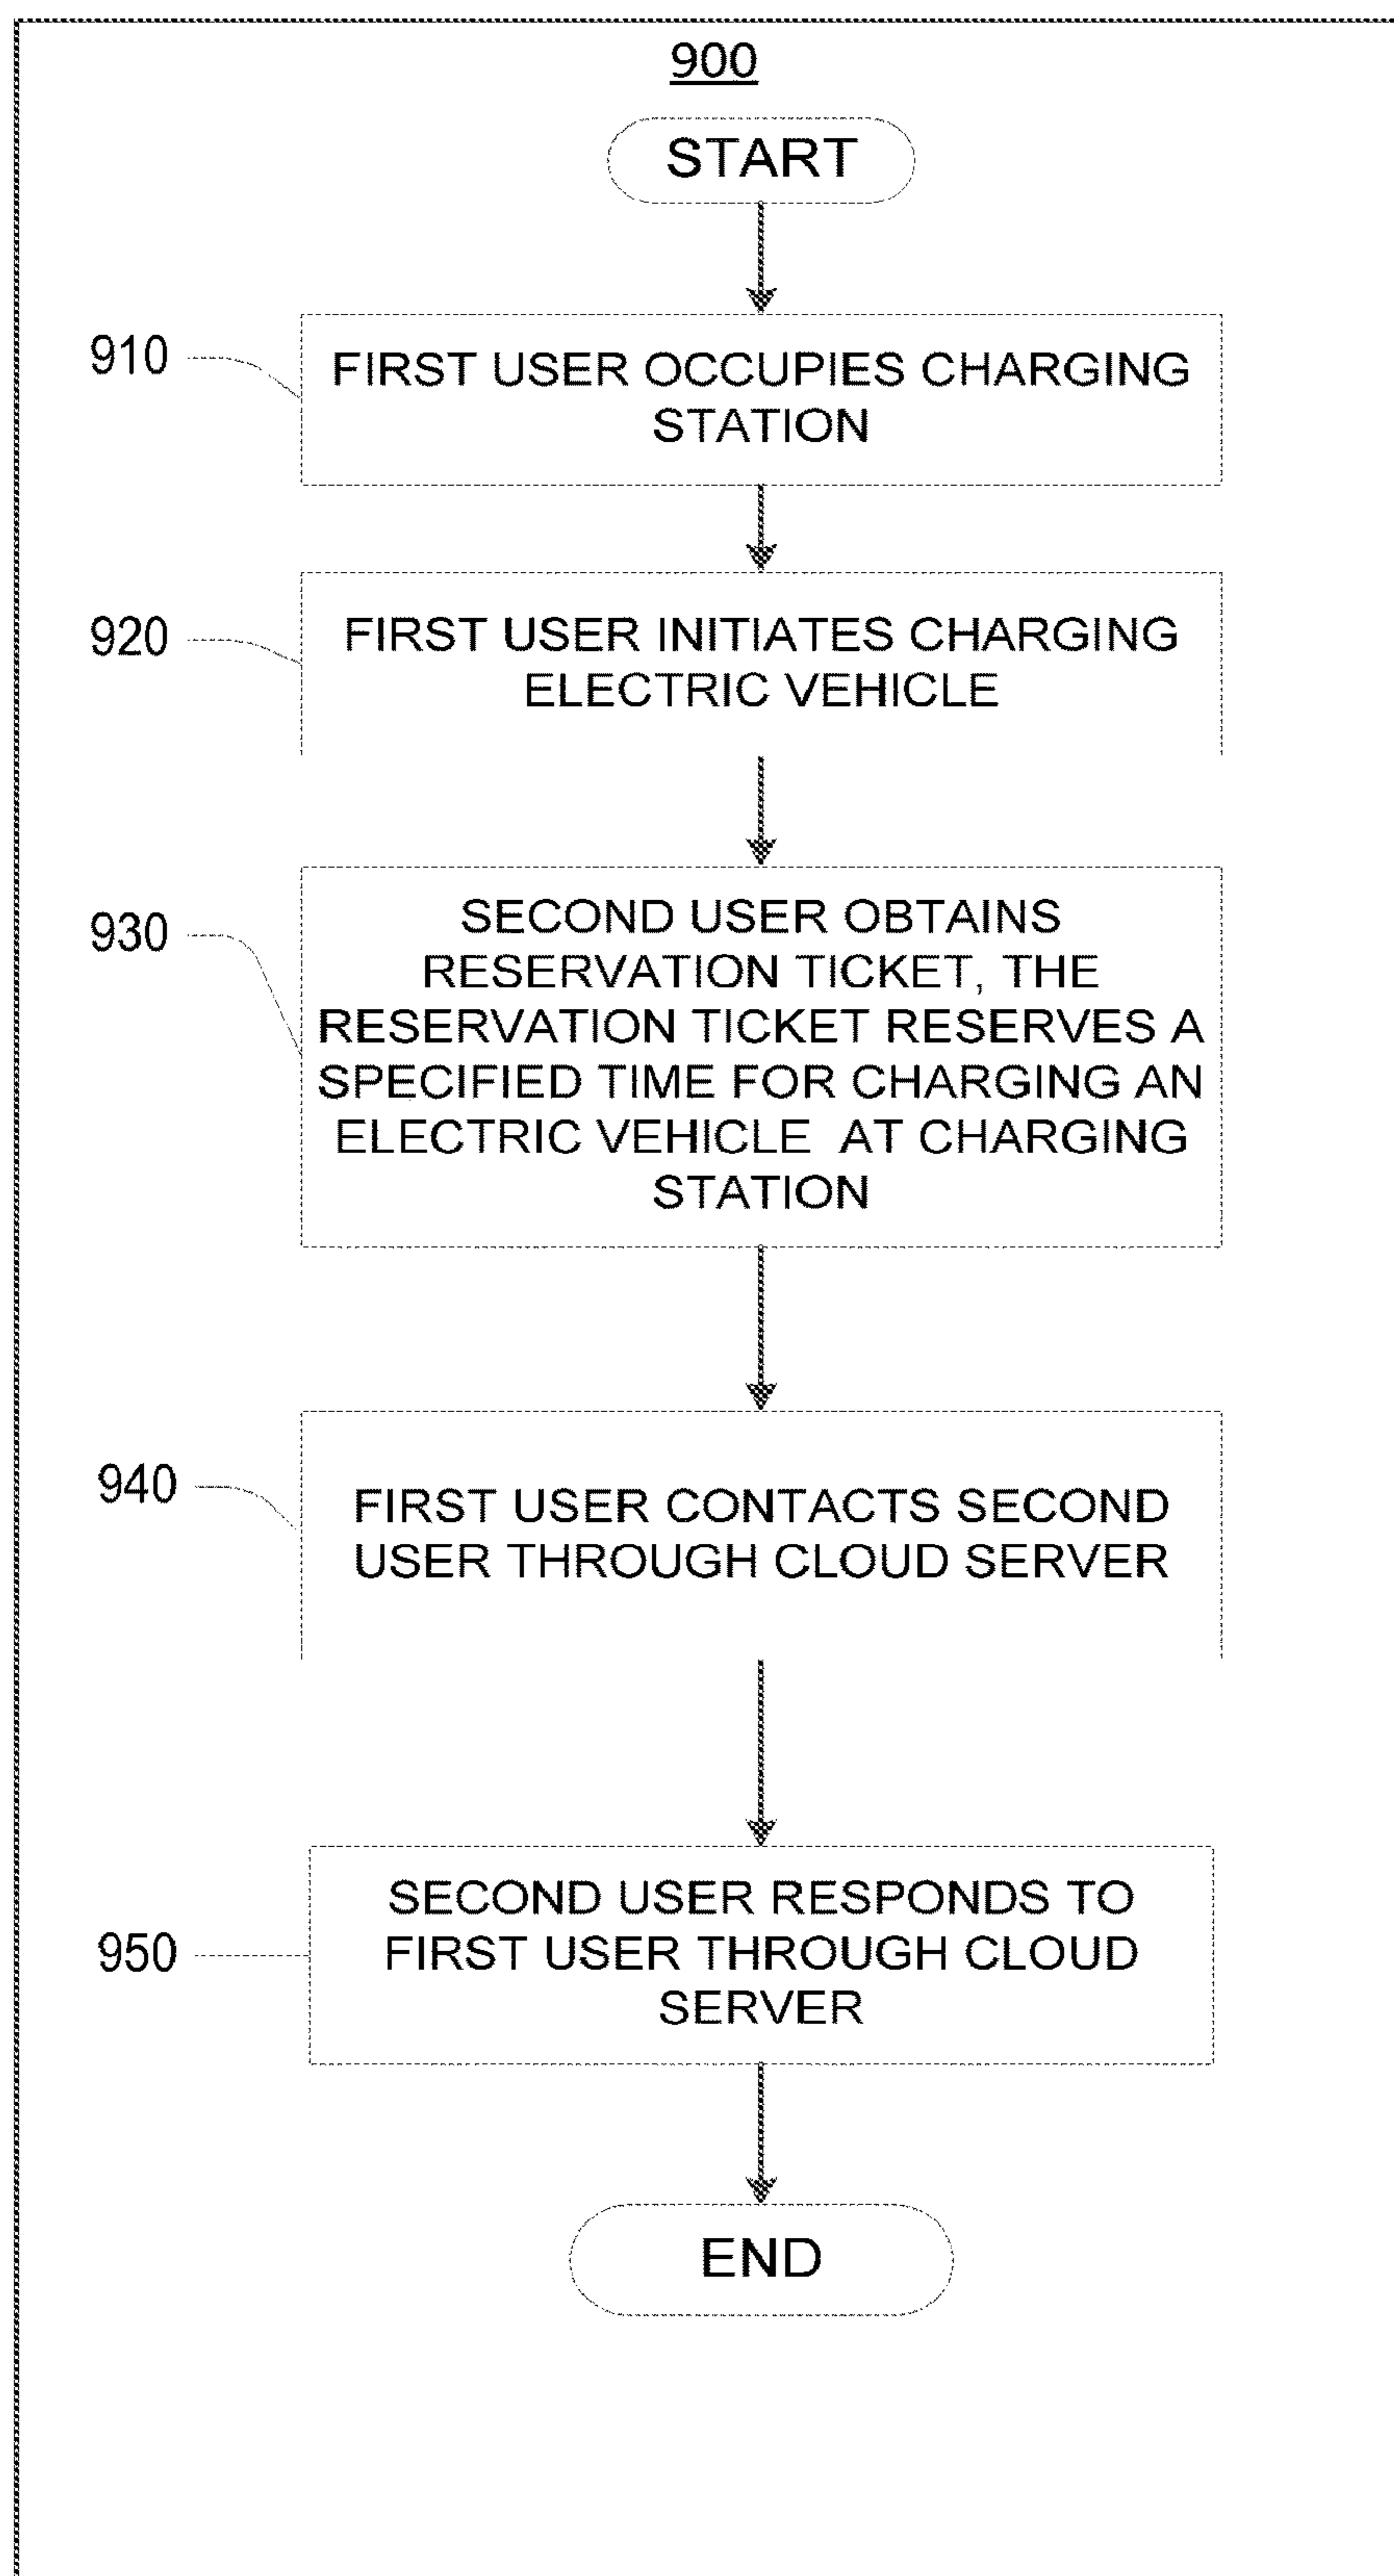 900
START
910
FIRST USER OCCUPIES CHARGING
STATION
920
FIRST USER INITIATES CHARGING
ELECTRIC VEHICLE
930
SECOND USER OBTAINS
RESERVATION TICKET, THE
RESERVATION TICKET RESERVES A
SPECIFIED TIME FOR CHARGING AN
ELECTRIC VEHICLE AT CHARGING
STATION
940
FIRST USER CONTACTS SECOND
USER THROUGH CLOUD SERVER
950
SECOND USER RESPONDS TO
FIRST USER THROUGH CLOUD
SERVER
END